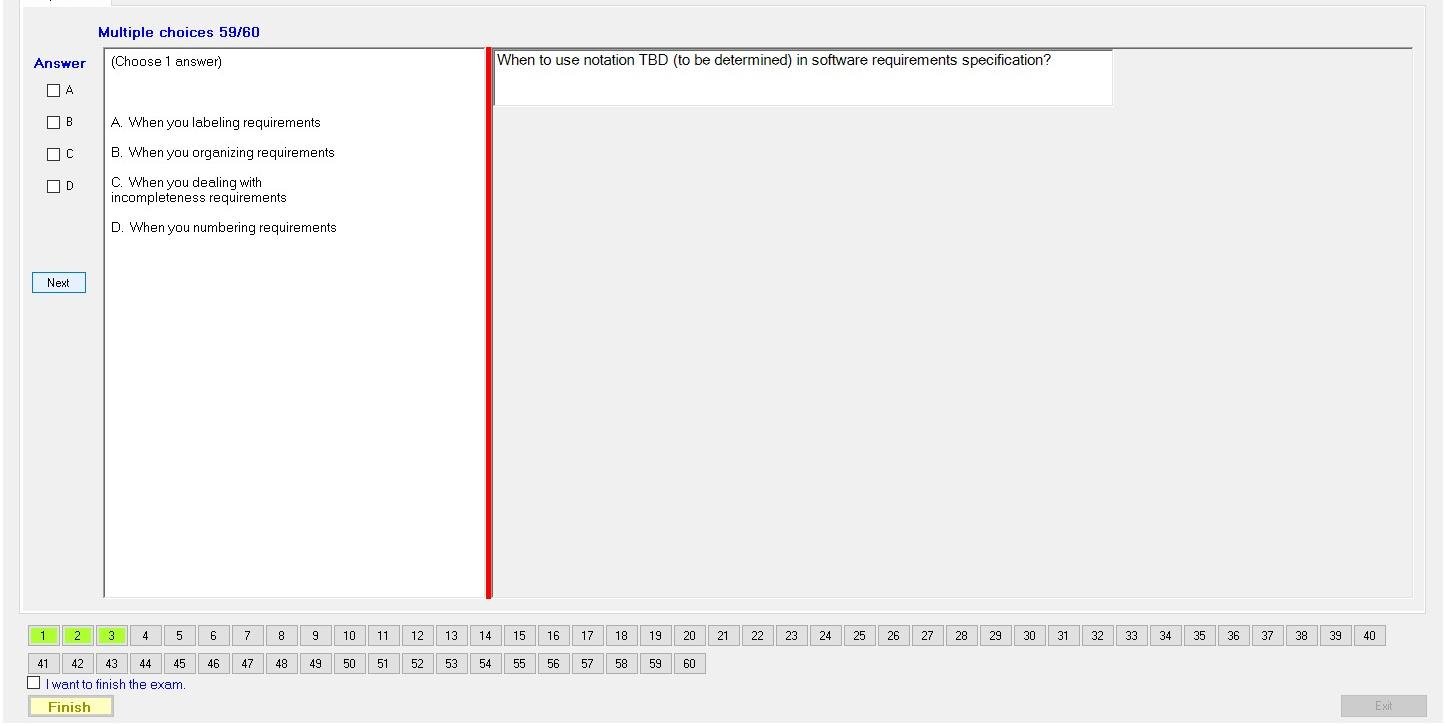 Multiple choices 59/60
Answer
A
B
C
D
Next
(Choose 1 answer)
A. When you labeling requirements
B. When you organizing requirements
C. When you dealing with
incompleteness requirements
D. When you numbering requirements
When to use notation TBD (to be determined) in software requirements specification?
1 2 3 4 5 6 7 8 9 10 11 12 13 14 15 16 17 18 19 20 21 22 23 24 25 26 27 28 29 30 31 32 33 34 35 36 37 38 39 40
41 42 43 44 45 46 47 48 49 50 51 52 53 54 55 56 57 58 59 60
I want to finish the exam.
Finish
Exit